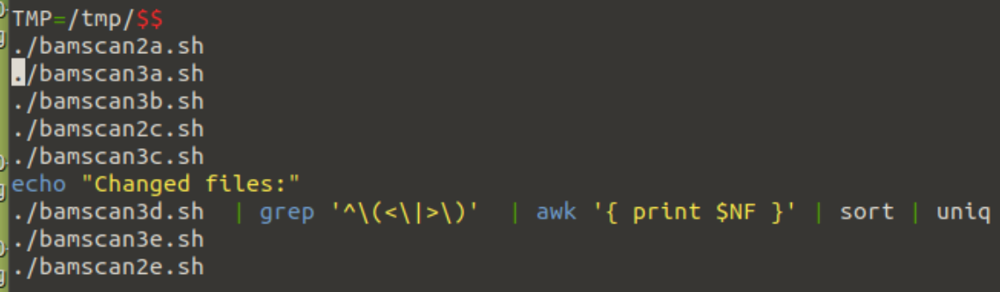 TMP=/tmp/$$
./bamscan2a.sh
./bamscan3a.sh
./bamscan3b.sh
./bamscan2c.sh
./bamscan3c.sh
echo "Changed files:"
./bamscan3d.sh  | grep '^\(<\|>\)'  | awk '{ print $NF }' | sort | uniq
./bamscan3e.sh
./bamscan2e.sh